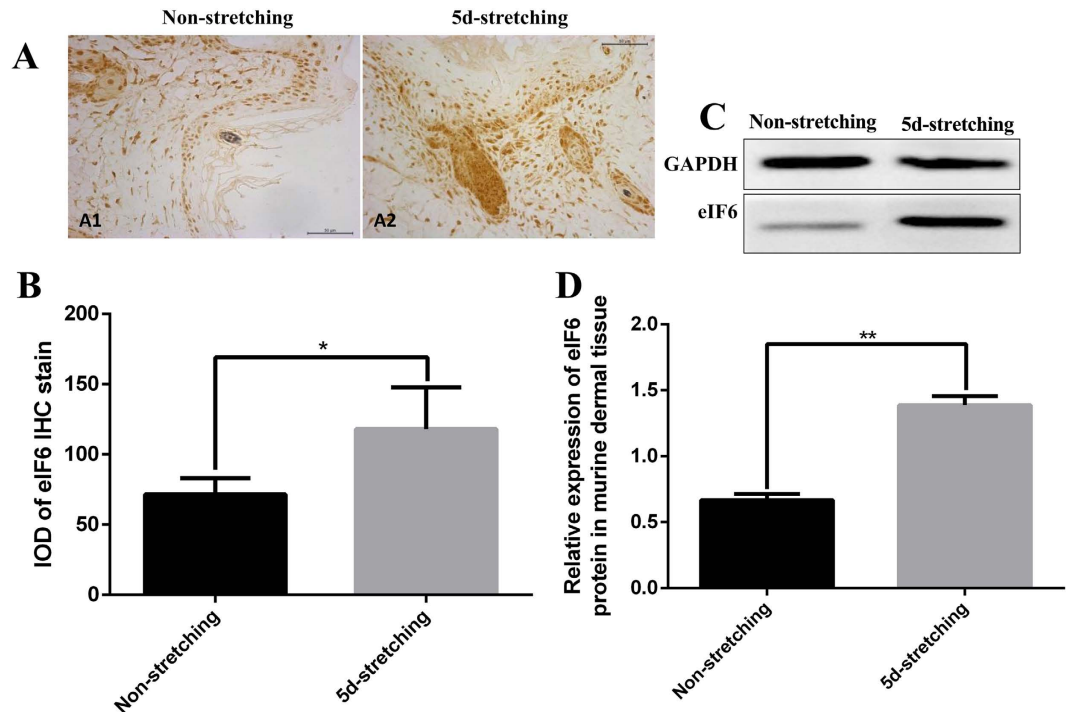 Non-stretching
5d-stretching
A
A1
A2
C
Non-stretching
5d-stretching
GAPDH
eIF6
B
IOD of eIF6 IHC stain
200
150
100
50
0
*
Non-stretching
5d-stretching
D
Relative expression of eIF6
protein in murine dermal tissue
2.0
1.5
1.0
0.5
0.0
**
Non-stretching
5d-stretching